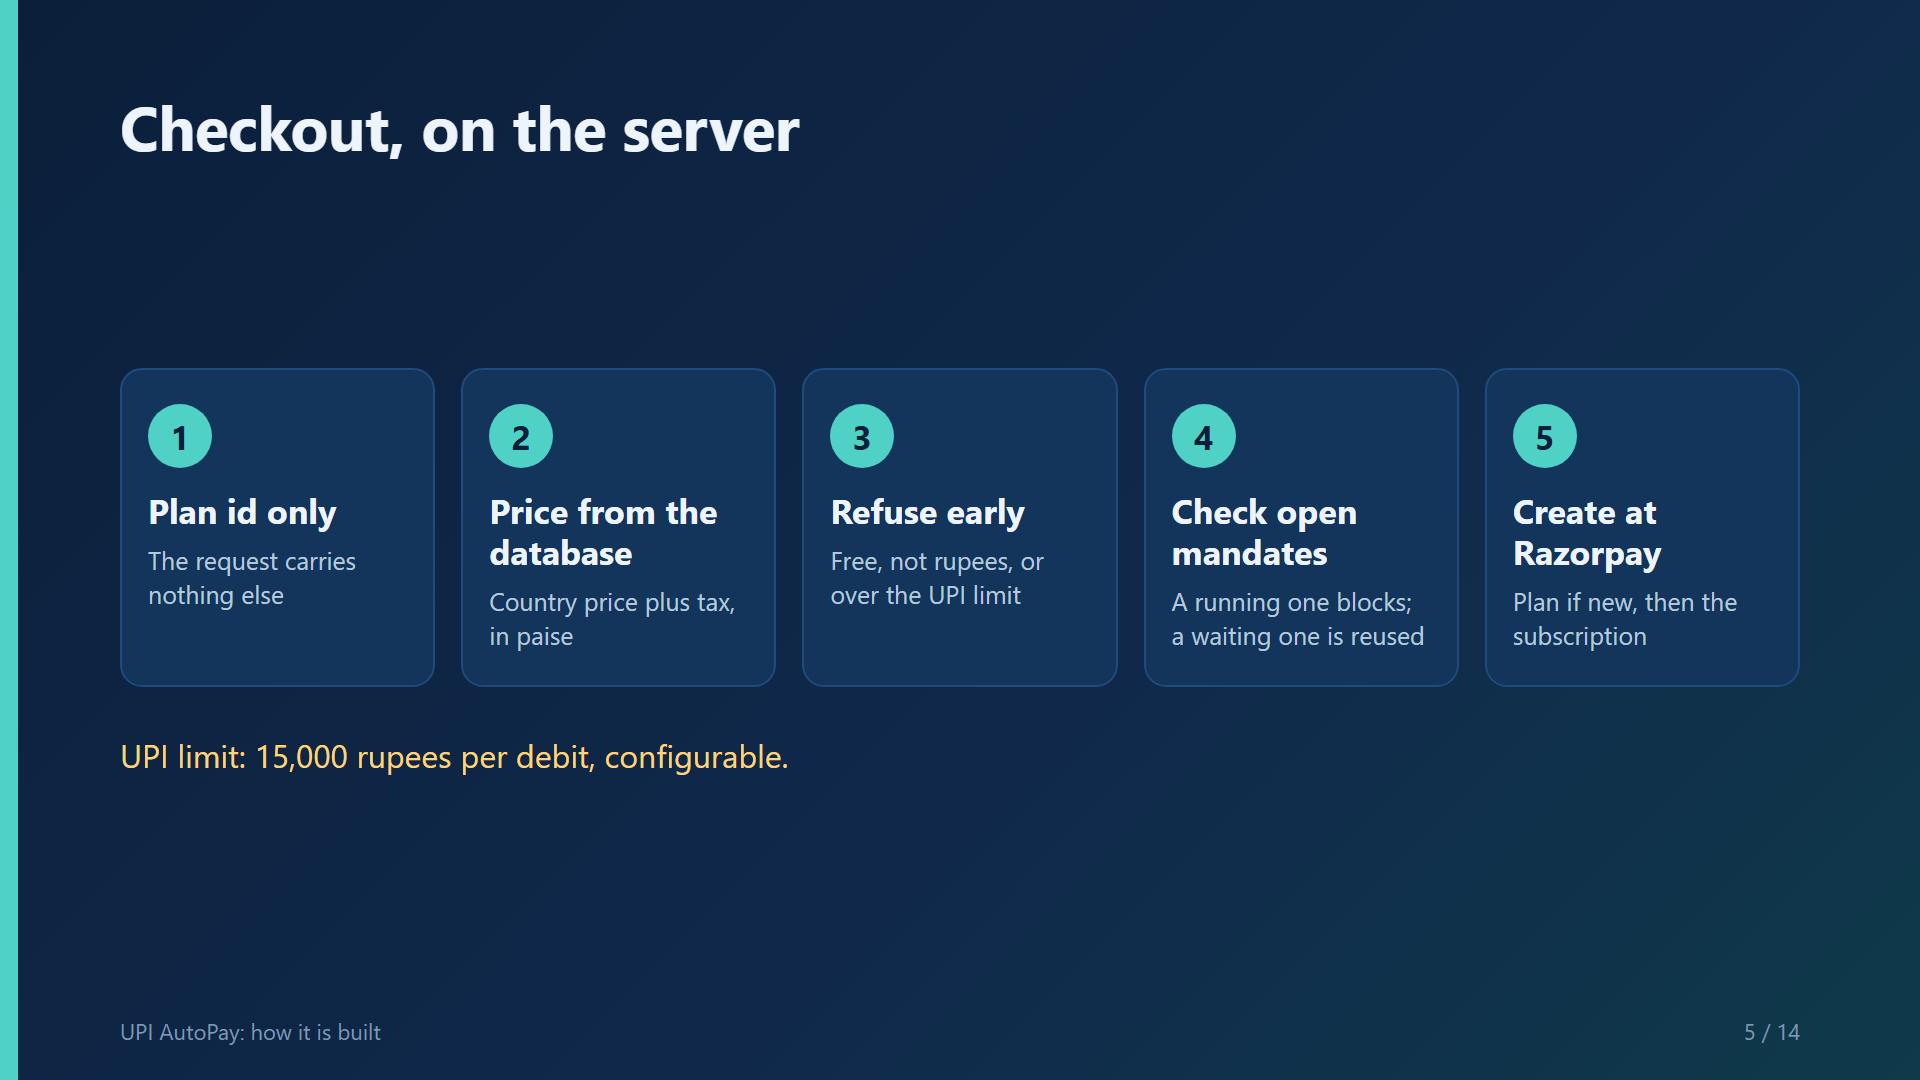 Checkout, on the server
1
Plan id only
The request carries
nothing else
2
Price from the
database
Country price plus tax,
in paise
3
Refuse early
Free, not rupees, or
over the UPI limit
4
Check open
mandates
A running one blocks;
a waiting one is reused
5
Create at
Razorpay
Plan if new, then the
subscription
UPI limit: 15,000 rupees per debit, configurable.
UPI AutoPay: how it is built
5 / 14